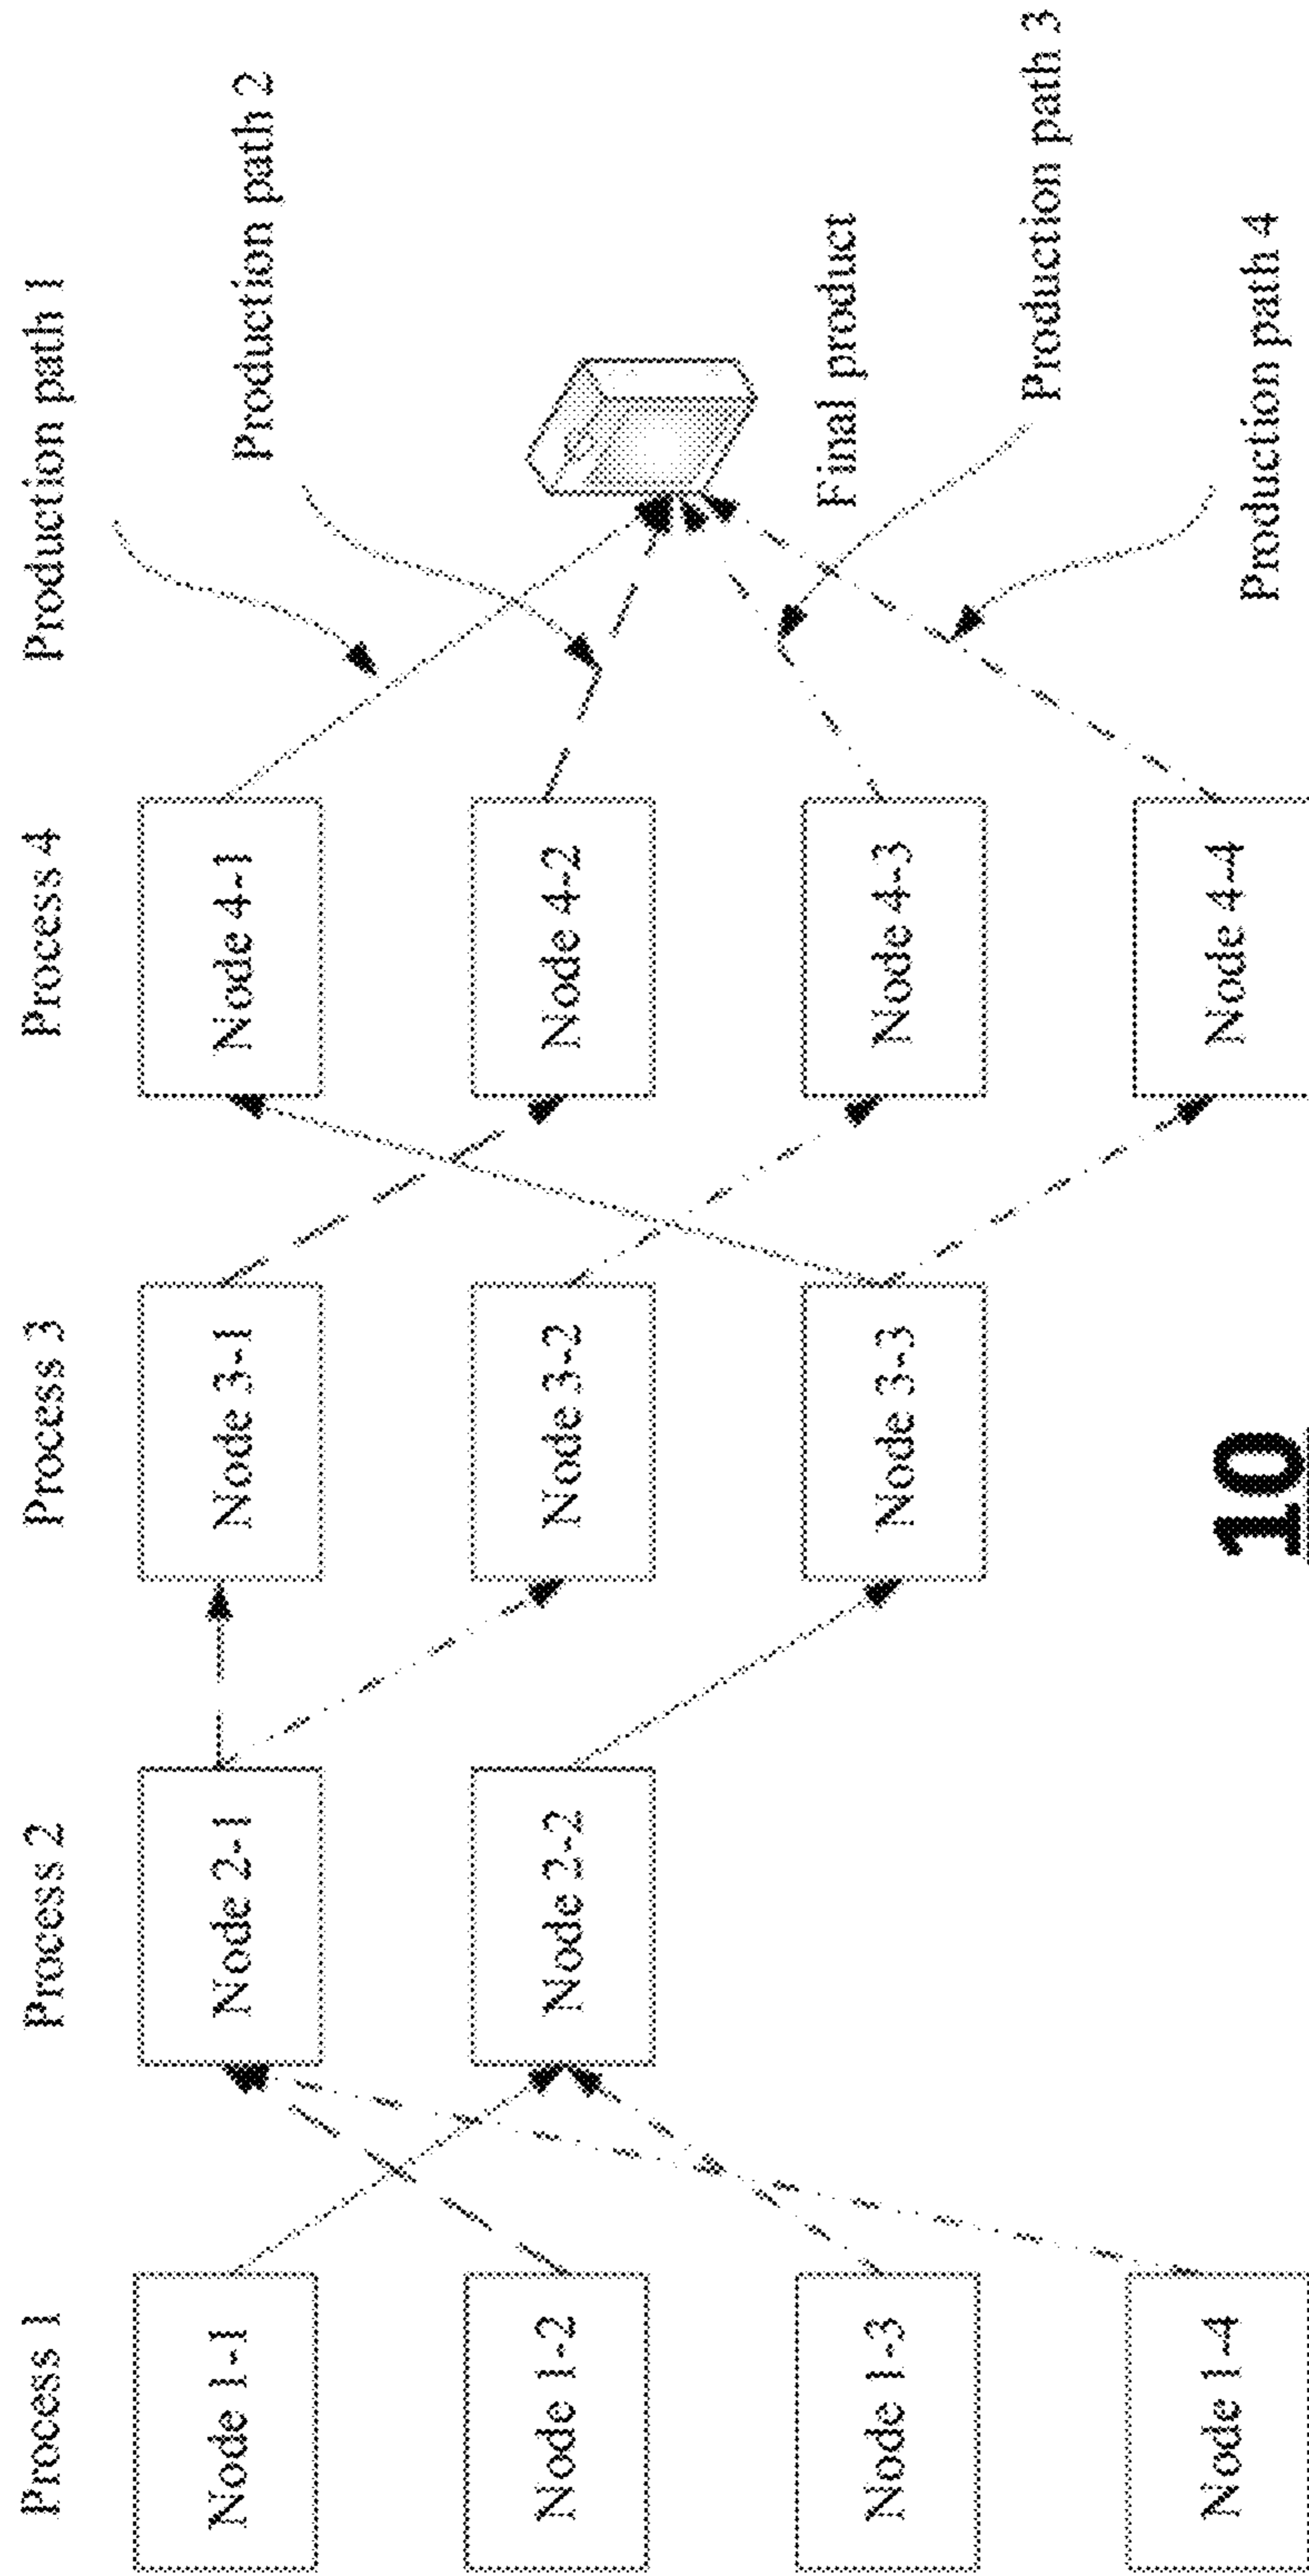 Process 1
Process 2
Process 3
Process 4
Production path 1
Production path 2
Node 1-1
Node 2-1
Node 3-1
Node 4-1
Node 1-2
Node 2-2
Node 3-2
Node 4-2
Final product
Node 1-3
Node 3-3
Node 4-3
Production path 3
Node 1-4
Node 4-4
Production path 4
10